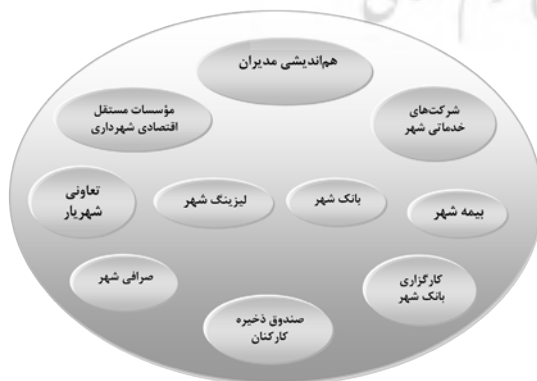 هم‌اندیشی مدیران
شرکت‌های
خدماتی شهر
مؤسسات مستقل
اقتصادی شهرداری
بیمه شهر
بانک شهر
لیزینگ شهر
تعاونی
شهریار
کارگزاری
بانک شهر
صرافی شهر
صندوق ذخیره
کارکنان